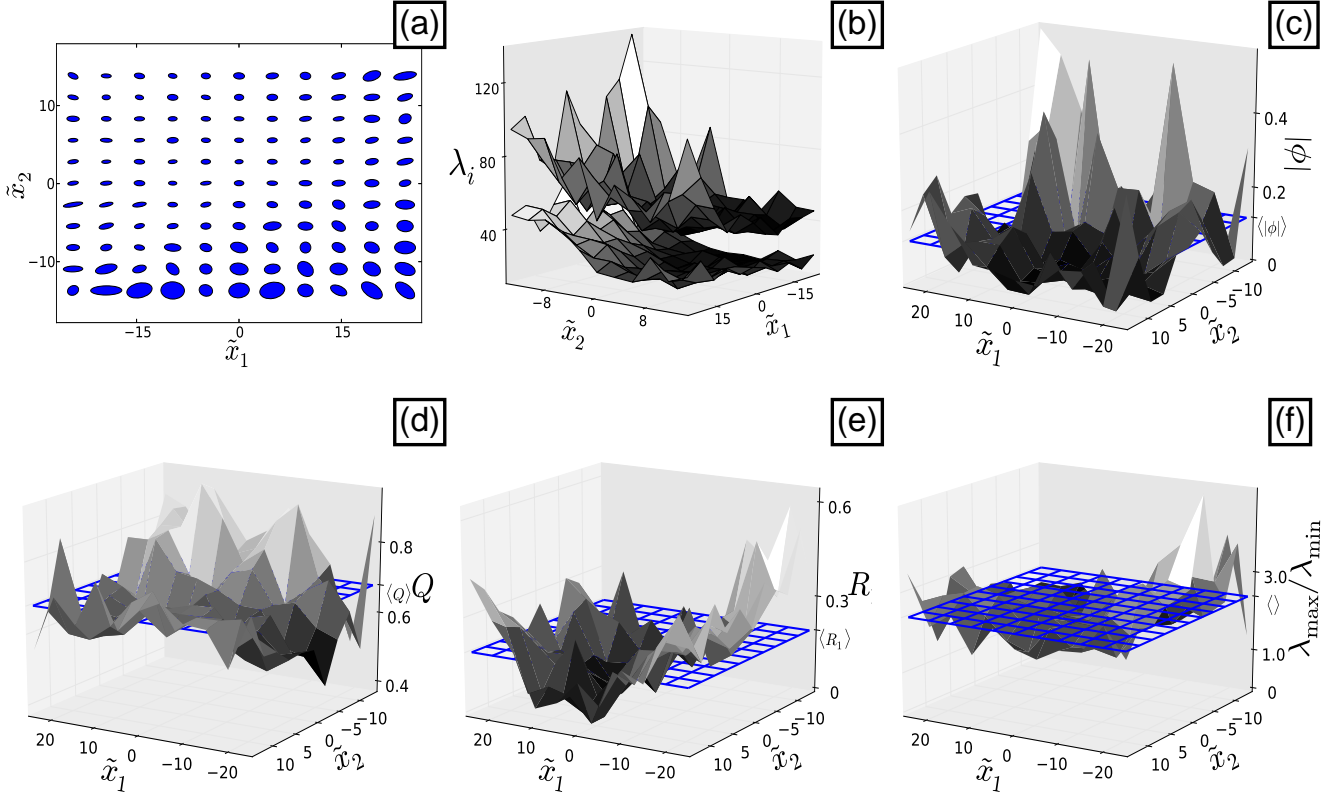 (a)
10
0
−10
x̃₂
−15
0
15
x̃₁
(b)
120
80
40
λᵢ
−8
0
8
x̃₂
15
0
−15
x̃₁
(c)
0.4
0.2
0
|ϕ|
⟨|ϕ|⟩
20
10
0
−10
−20
x̃₁
10
5
0
−5
−10
x̃₂
(d)
0.8
0.6
0.4
⟨Q⟩
Q
20
10
0
−10
−20
x̃₁
10
5
0
−5
−10
x̃₂
(e)
0.6
0.3
0
R
⟨R₁⟩
20
10
0
−10
−20
x̃₁
10
5
0
−5
−10
x̃₂
(f)
3.0
1.0
0
⟨⟩
λmax/λmin
20
10
0
−10
−20
x̃₁
10
5
0
−5
−10
x̃₂